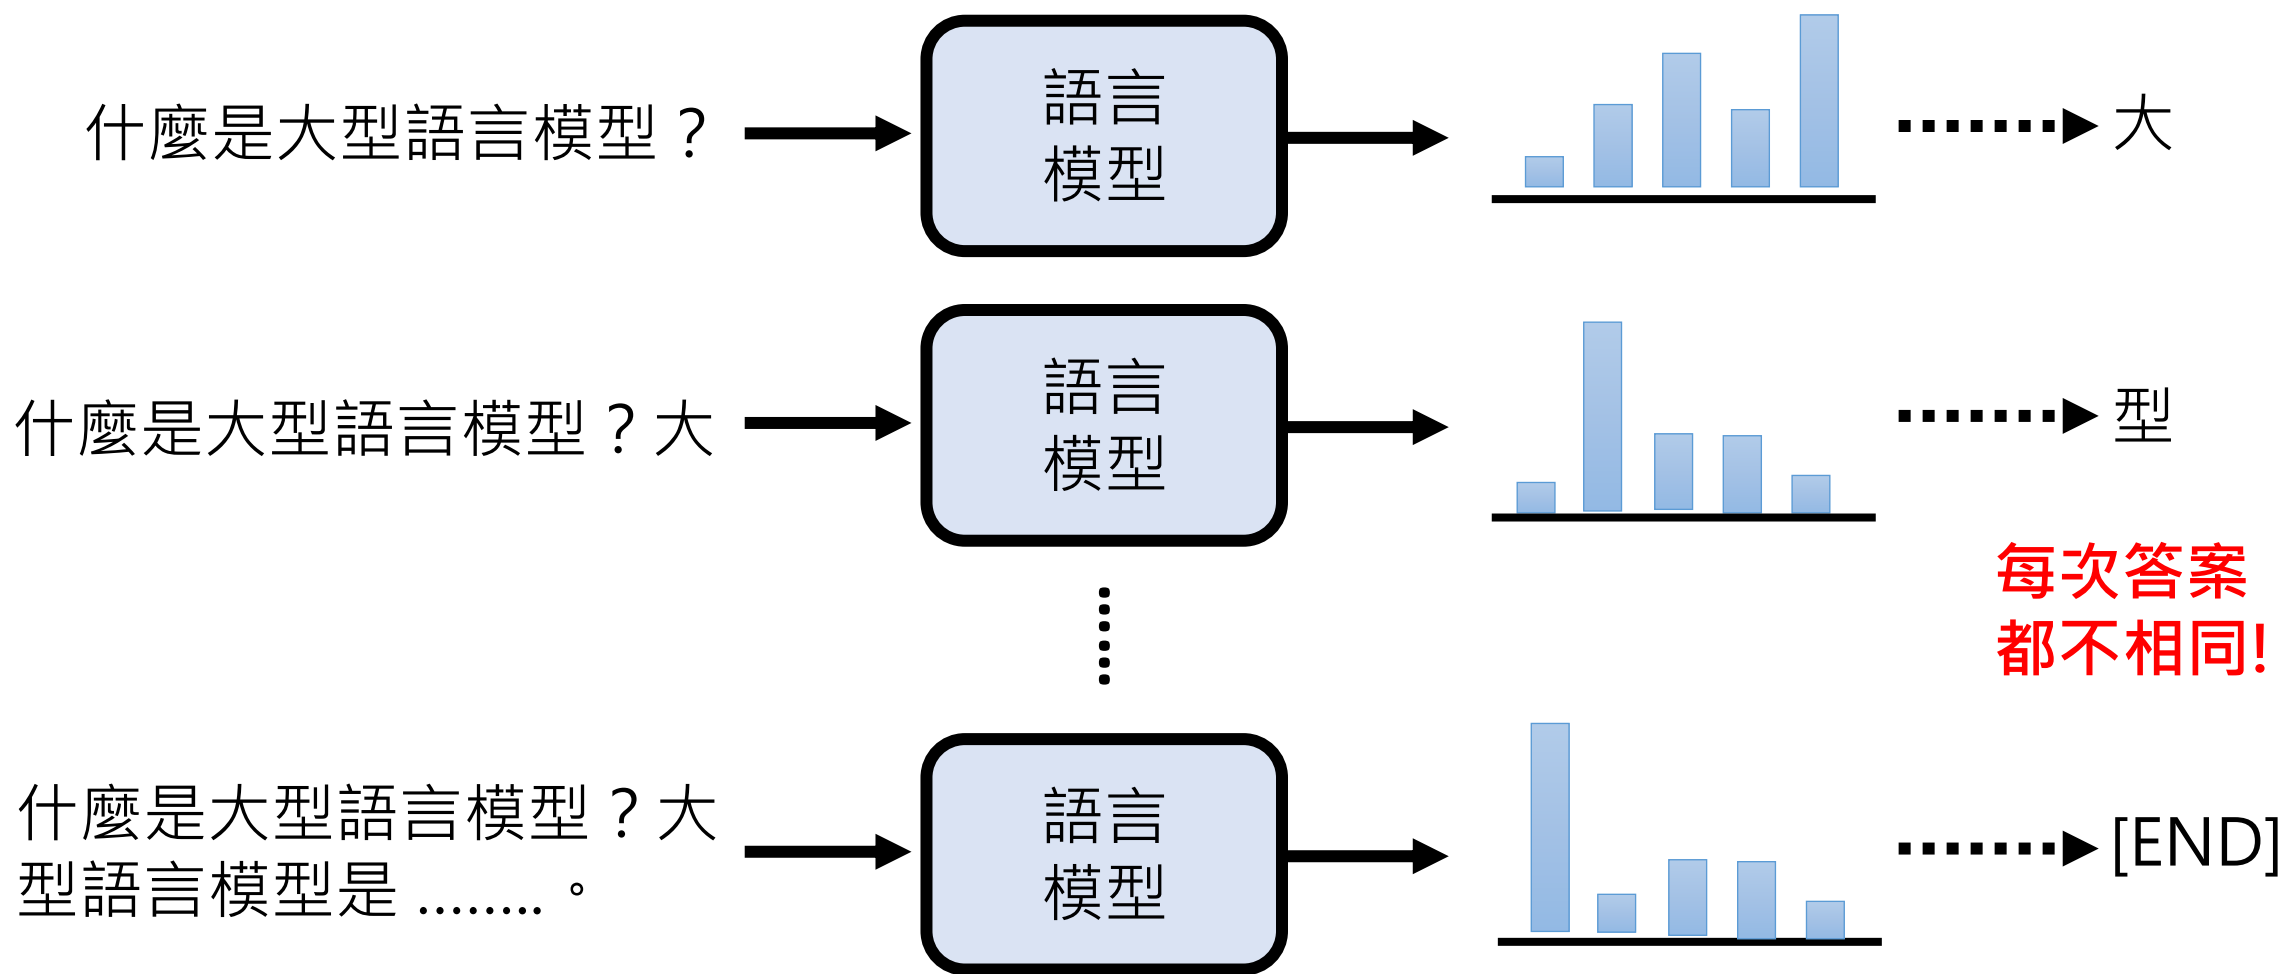 什麼是大型語言模型？
語言
模型
大
什麼是大型語言模型？大
語言
模型
型
每次答案
都不相同!
什麼是大型語言模型？大
型語言模型是 ........ 。
語言
模型
[END]